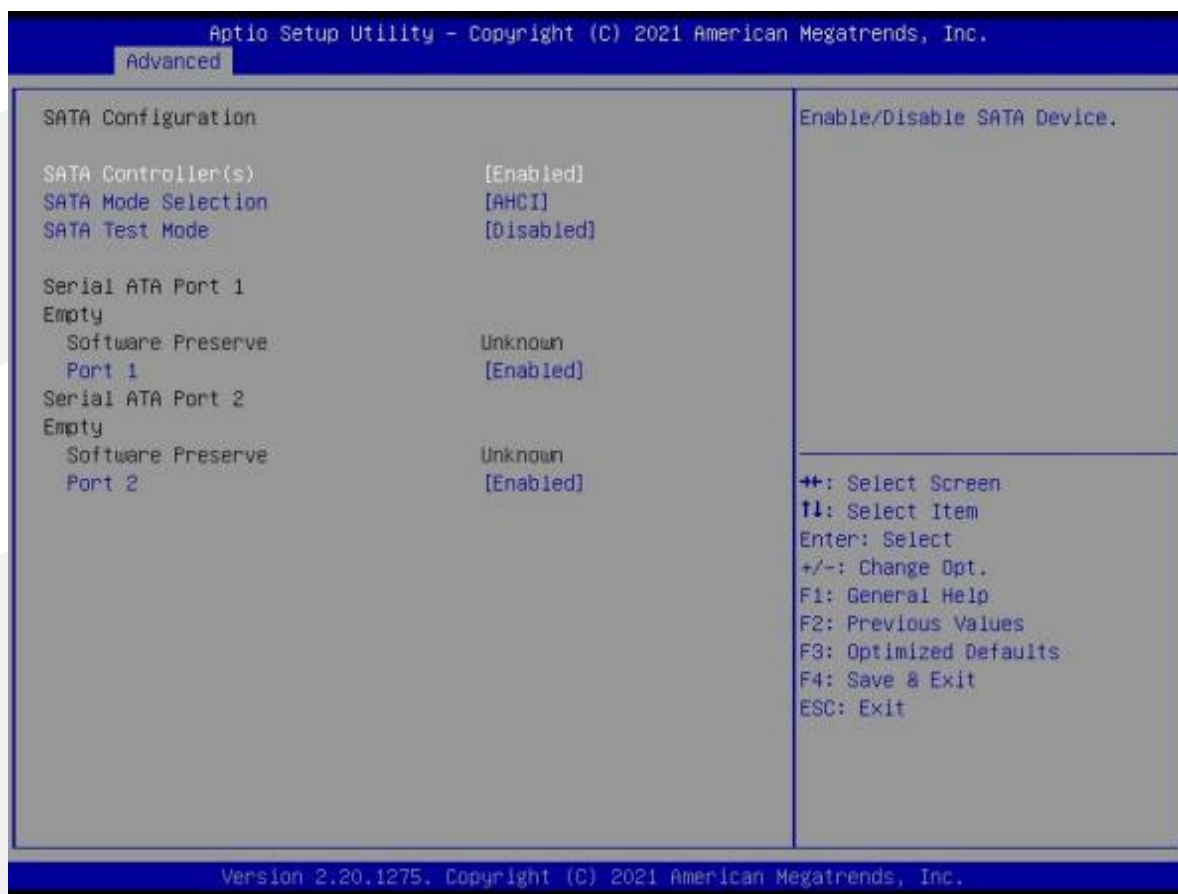 Aptio Setup Utility – Copyright (C) 2021 American Megatrends, Inc.
Advanced
SATA Configuration
SATA Controller(s) [Enabled]
SATA Mode Selection [AHCI]
SATA Test Mode [Disabled]
Serial ATA Port 1
Empty
Software Preserve Unknown
Port 1 [Enabled]
Serial ATA Port 2
Empty
Software Preserve Unknown
Port 2 [Enabled]
Enable/Disable SATA Device.
→←: Select Screen
↑↓: Select Item
Enter: Select
+/-: Change Opt.
F1: General Help
F2: Previous Values
F3: Optimized Defaults
F4: Save & Exit
ESC: Exit
Version 2.20.1275. Copyright (C) 2021 American Megatrends, Inc.